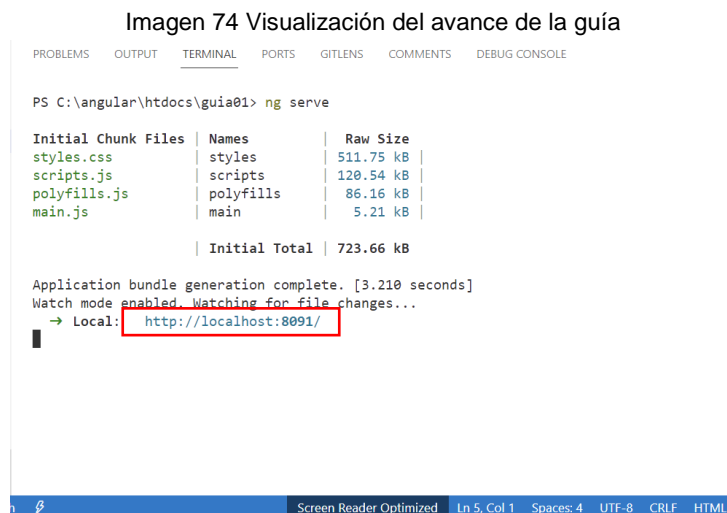 Imagen 74 Visualización del avance de la guía
PROBLEMS OUTPUT TERMINAL PORTS GITLENS COMMENTS DEBUG CONSOLE
PS C:\angular\htdocs\guia01> ng serve
Initial Chunk Files | Names | Raw Size
styles.css | styles | 511.75 kB |
scripts.js | scripts | 120.54 kB |
polyfills.js | polyfills | 86.16 kB |
main.js | main | 5.21 kB |
| Initial Total | 723.66 kB
Application bundle generation complete. [3.210 seconds]
Watch mode enabled. Watching for file changes...
→ Local: http://localhost:8091/
Screen Reader Optimized Ln 5, Col 1 Spaces: 4 UTF-8 CRLF HTML